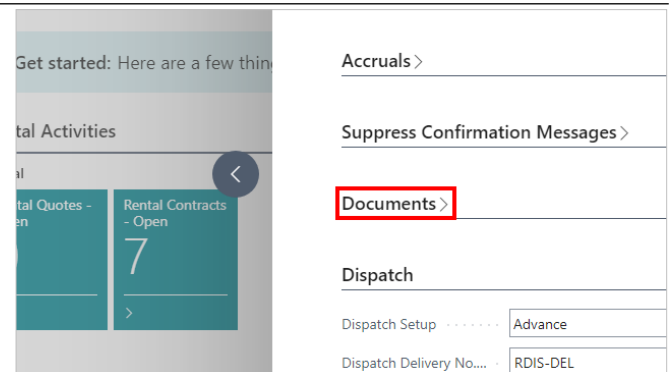 Get started: Here are a few thin
Accruals
tal Activities
Suppress Confirmation Messages
al
tal Quotes -
en
Rental Contracts
- Open
7
Documents
Dispatch
Dispatch Setup
Advance
Dispatch Delivery No....
RDIS-DEL